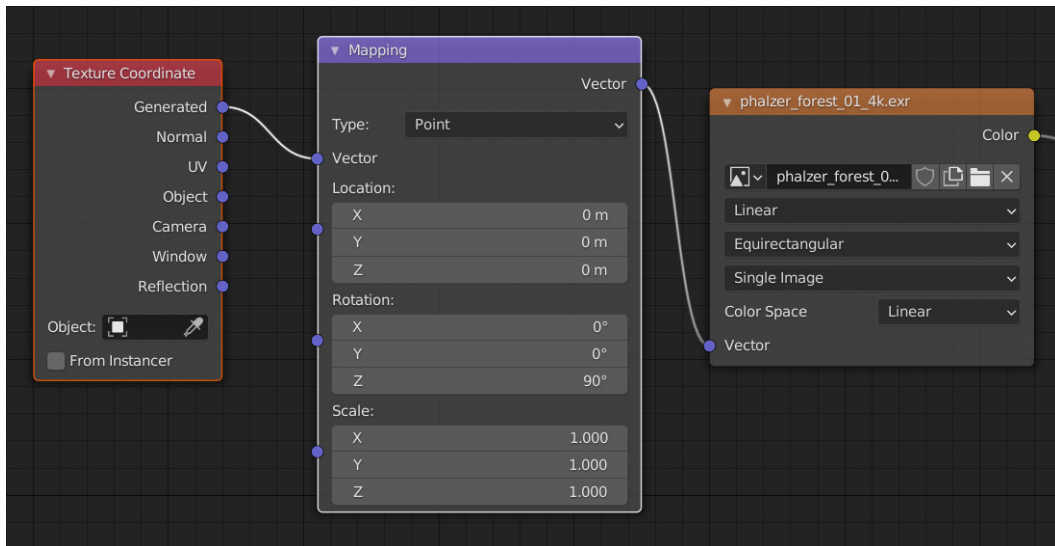 Texture Coordinate
Generated
Normal
UV
Object
Camera
Window
Reflection
Object:
From Instancer
Mapping
Vector
Type: Point
Vector
Location:
X 0 m
Y 0 m
Z 0 m
Rotation:
X 0°
Y 0°
Z 90°
Scale:
X 1.000
Y 1.000
Z 1.000
phalzer_forest_01_4k.exr
Color
phalzer_forest_0...
Linear
Equirectangular
Single Image
Color Space Linear
Vector